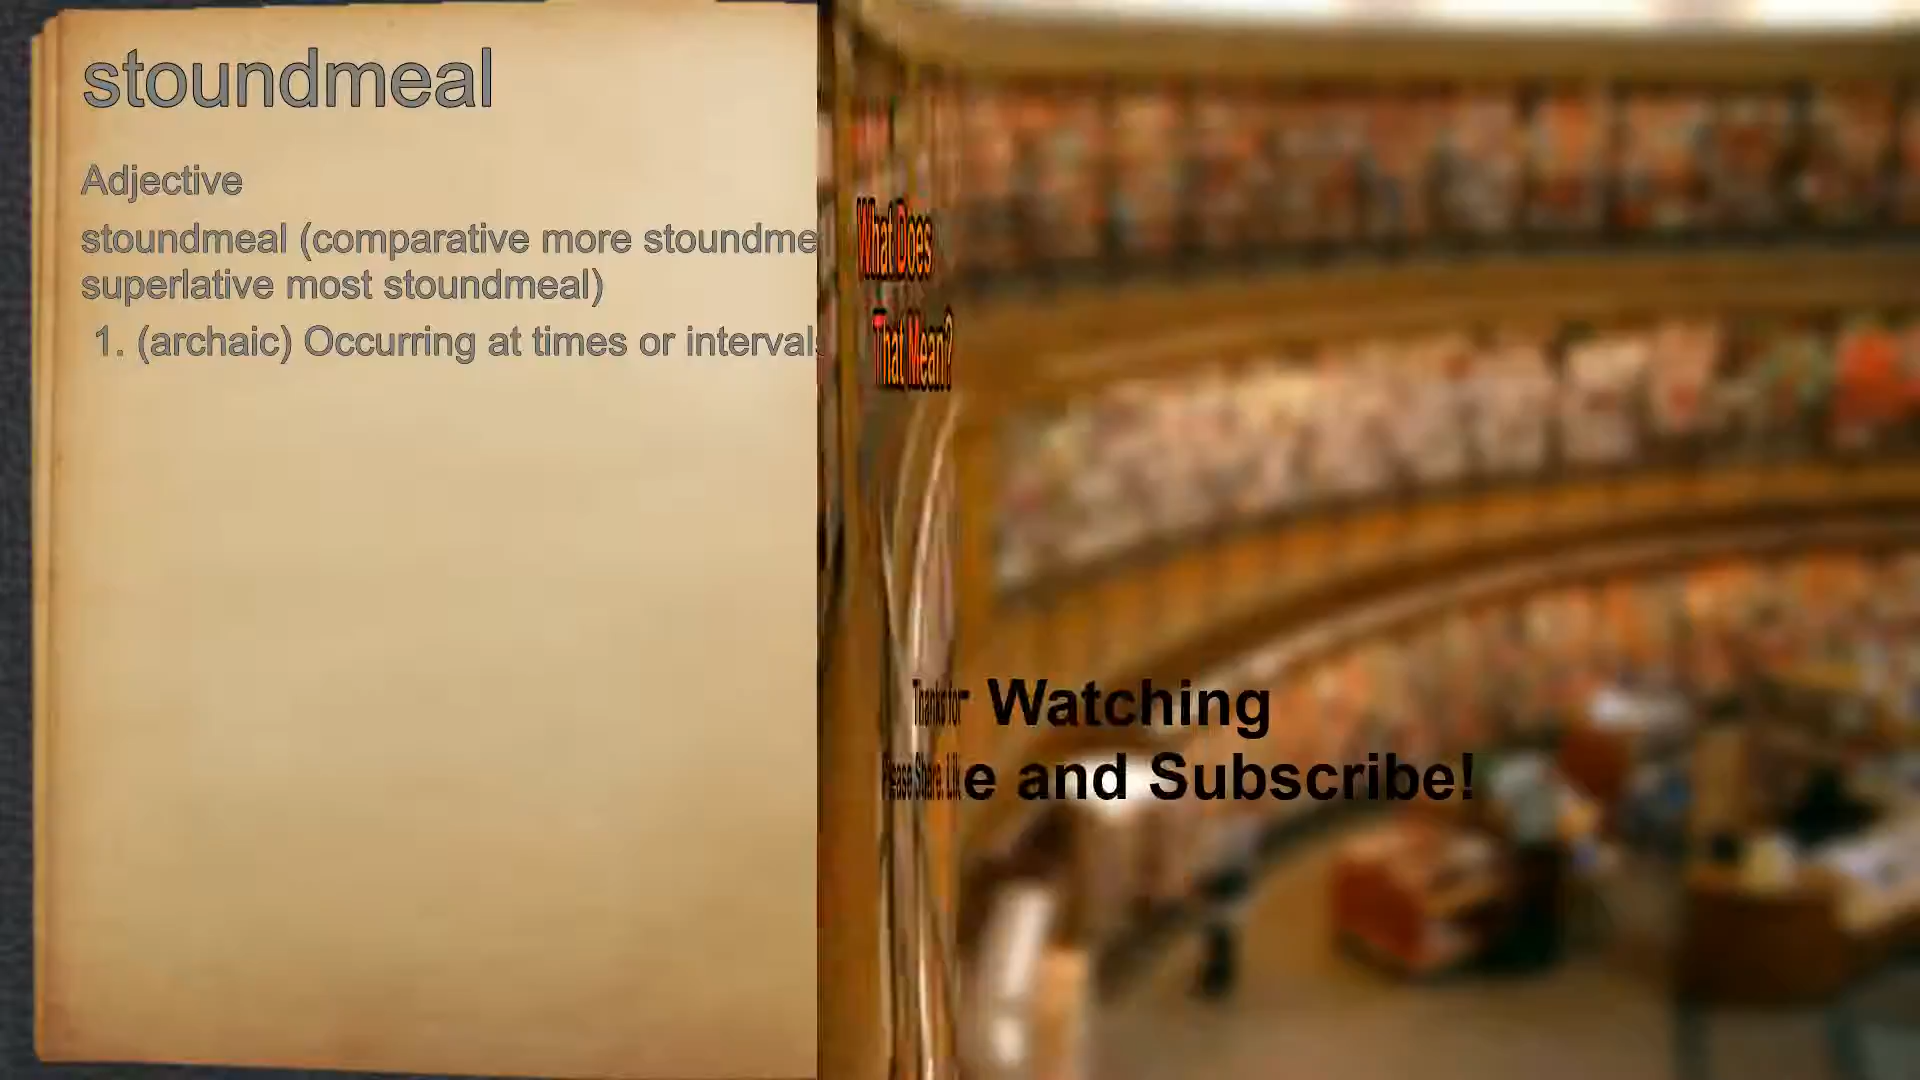 stoundmeal
Adjective
stoundmeal (comparative more stoundme
superlative most stoundmeal)
1. (archaic) Occurring at times or intervals
What Does
That Mean?
Thanks for Watching
Please Share. Like and Subscribe!